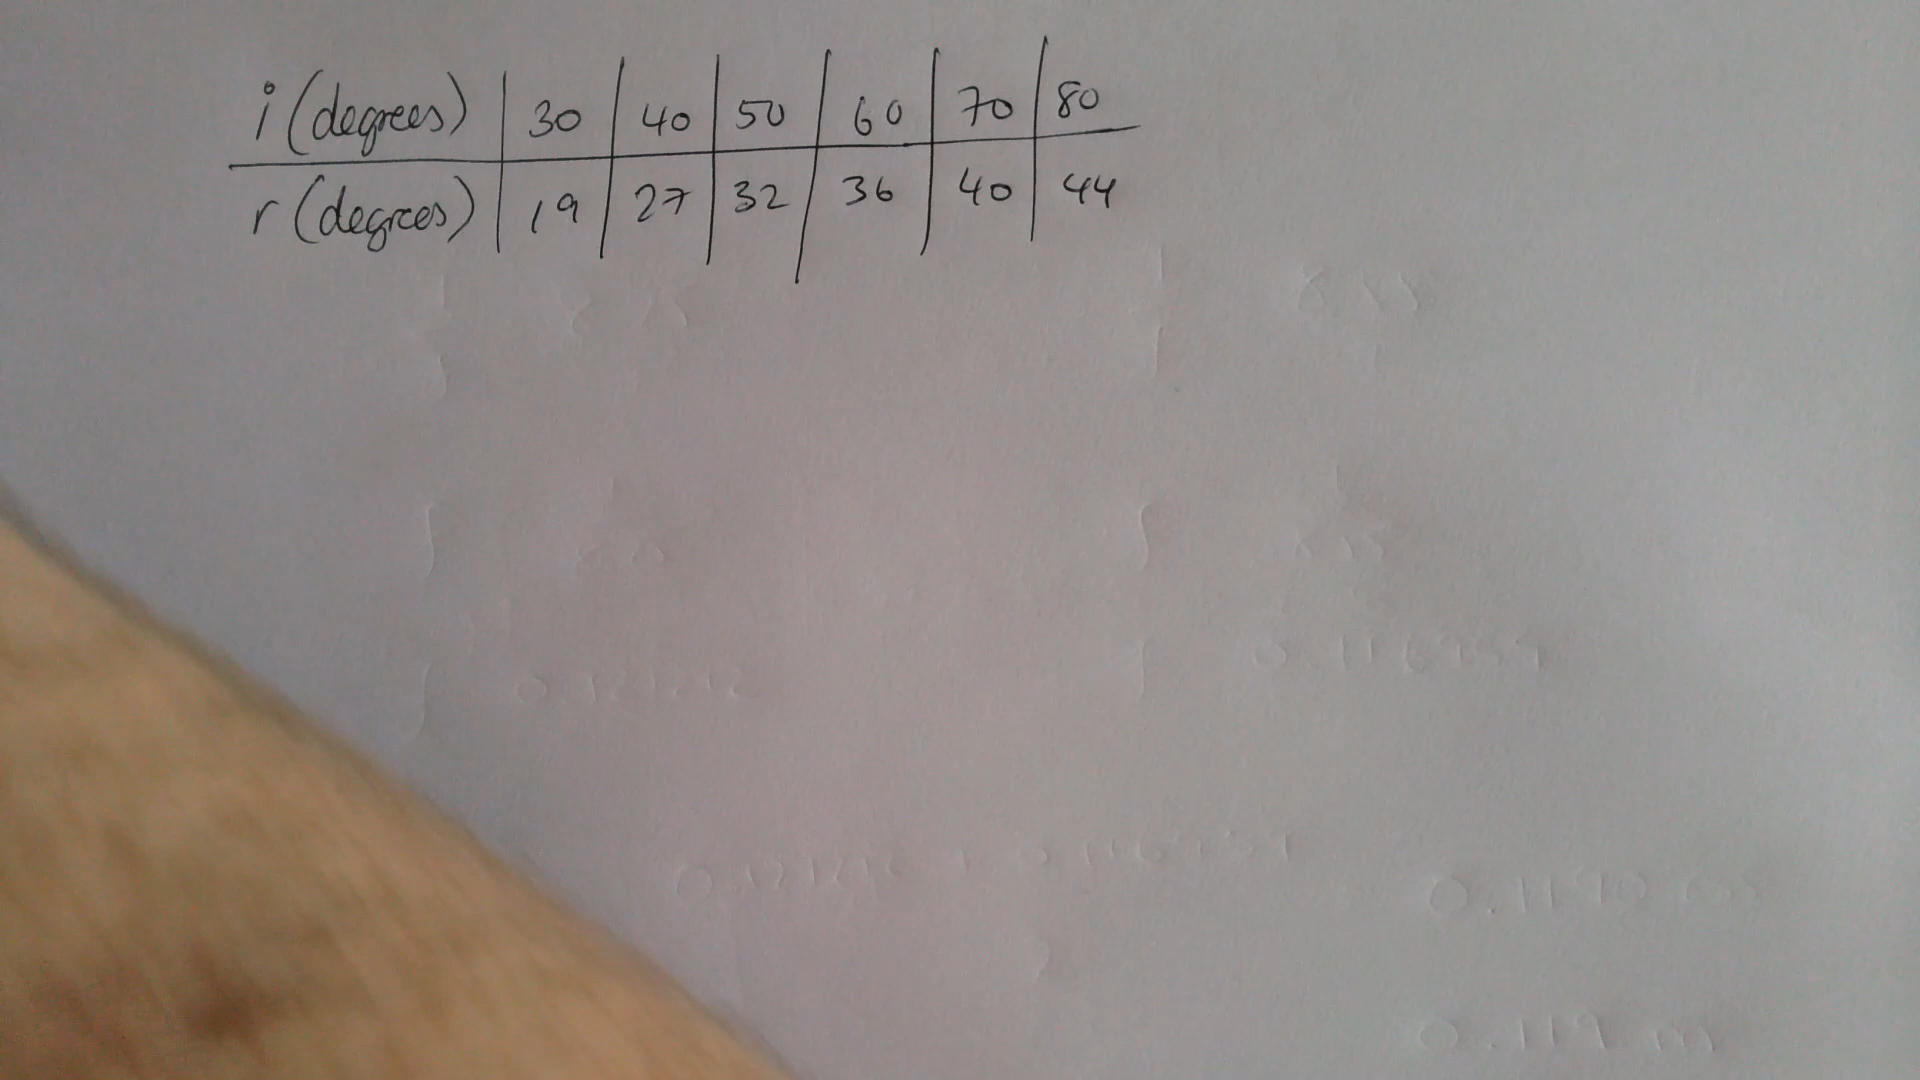 i (degrees) 30 40 50 60 70 80
r (degrees) 19 27 32 36 40 44